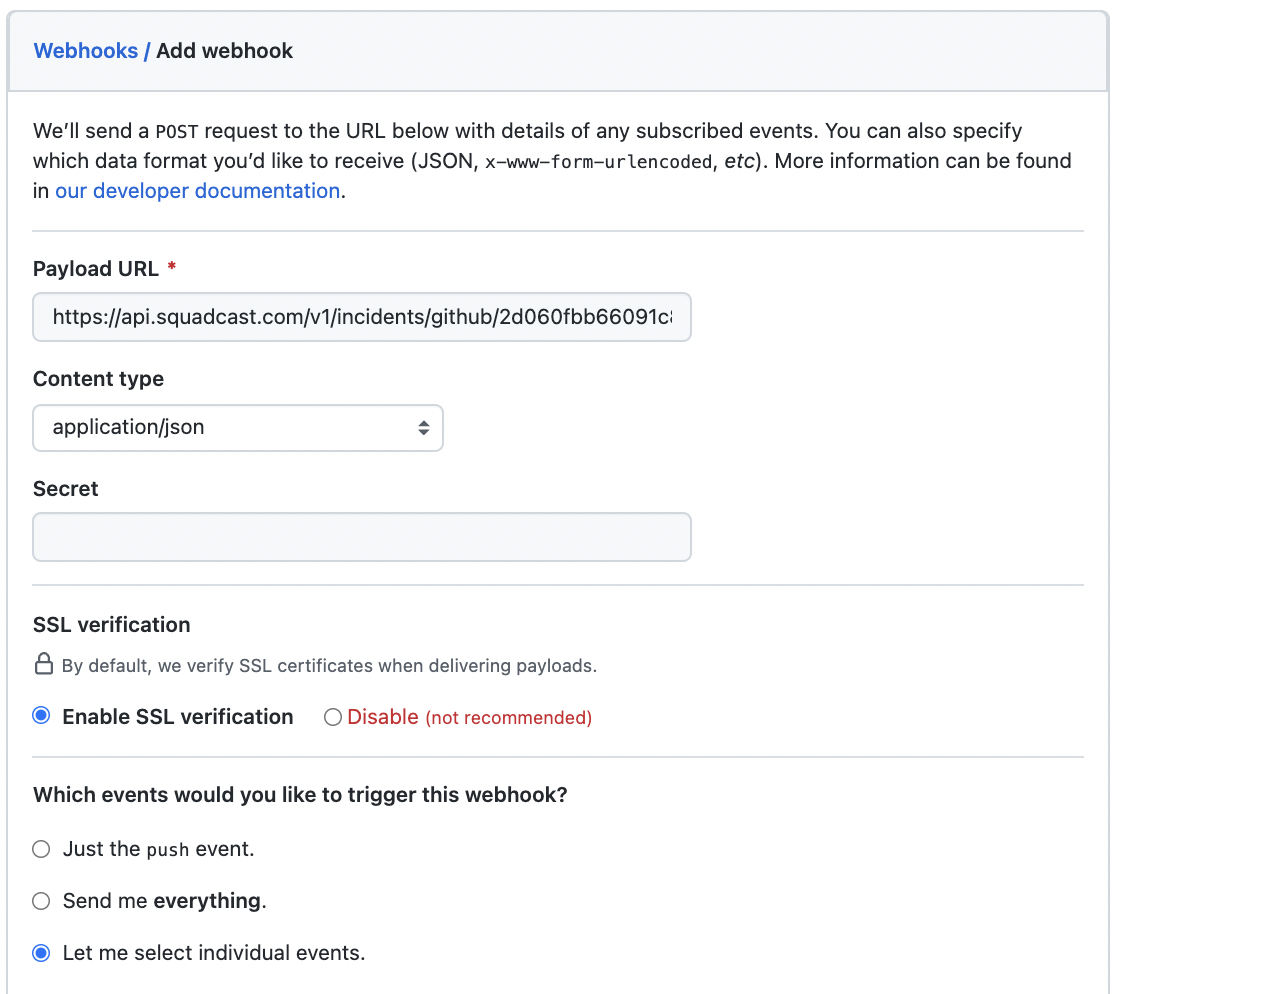 Webhooks / Add webhook
We’ll send a POST request to the URL below with details of any subscribed events. You can also specify
which data format you’d like to receive (JSON, x-www-form-urlencoded, etc). More information can be found
in our developer documentation.
Payload URL *
https://api.squadcast.com/v1/incidents/github/2d060fbb66091c
Content type
application/json
Secret
SSL verification
By default, we verify SSL certificates when delivering payloads.
Enable SSL verification Disable (not recommended)
Which events would you like to trigger this webhook?
Just the push event.
Send me everything.
Let me select individual events.